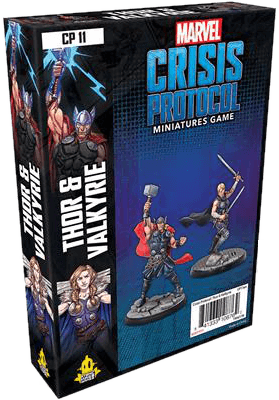 CP 11
THOR &
VALKYRIE
MARVEL
CRISIS
PROTOCOL
MINIATURES GAME